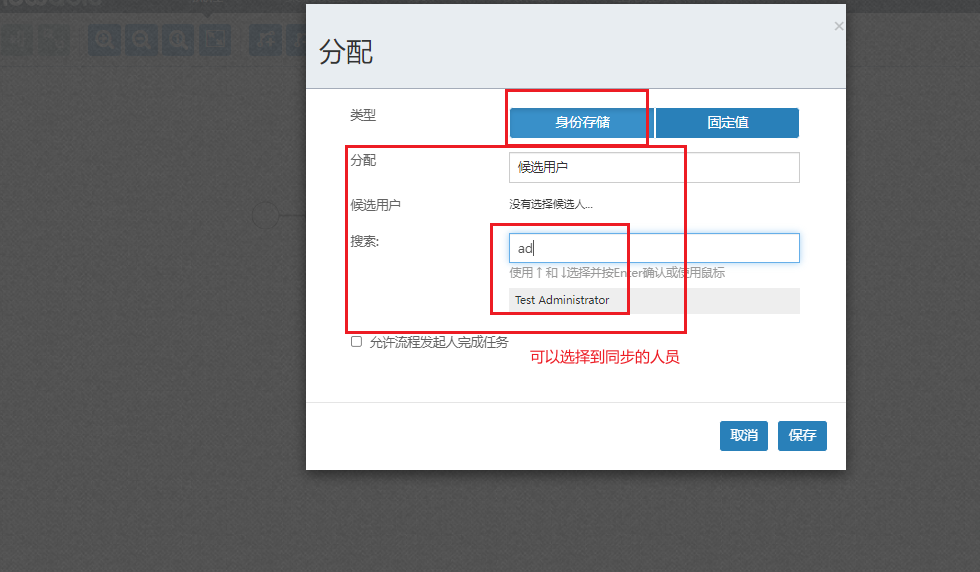 分配
×
类型
身份存储
固定值
分配
候选用户
候选用户
没有选择候选人...
搜索:
ad
使用↑和↓选择并按Enter确认或使用鼠标
Test Administrator
允许流程发起人完成任务
可以选择到同步的人员
取消
保存